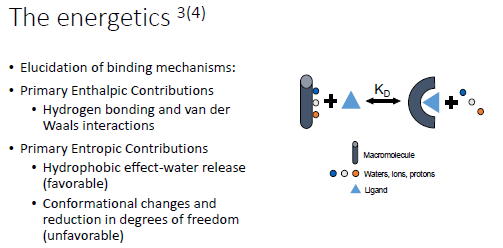 The energetics 3(4)
• Elucidation of binding mechanisms:
• Primary Enthalpic Contributions
• Hydrogen bonding and van der
Waals interactions
• Primary Entropic Contributions
• Hydrophobic effect-water release
(favorable)
• Conformational changes and
reduction in degrees of freedom
(unfavorable)
+ KD +
Macromolecule
Waters, Ions, protons
Ligand